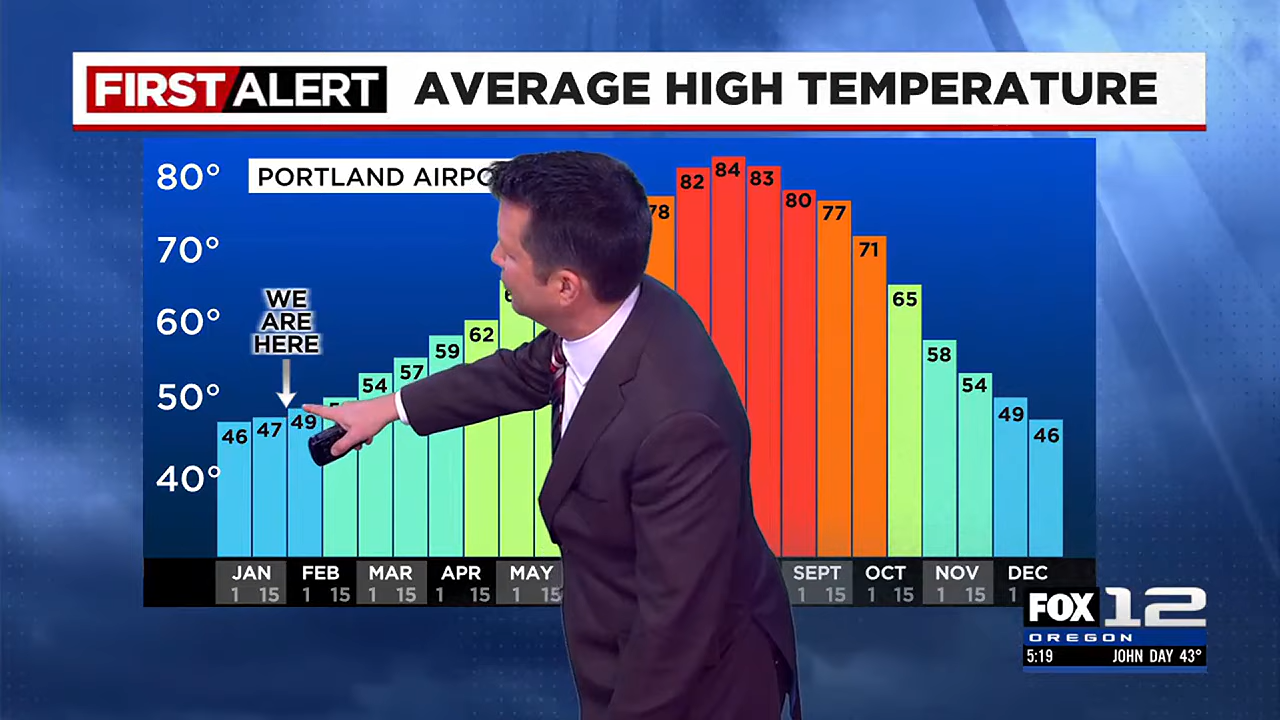 FIRST ALERT AVERAGE HIGH TEMPERATURE
80° PORTLAND
70°
60°
50°
40°
WE
ARE
HERE
46 47 49 54 57 59 62 78 82 84 83 80 77 71 65 58 54 49 46
JAN FEB MAR APR MAY SEPT OCT NOV DEC
1 15 1 15 1 15 1 15 1 15 1 15 1 15 1 15 1
FOX 12
OREGON
5:19 JOHN DAY 43°